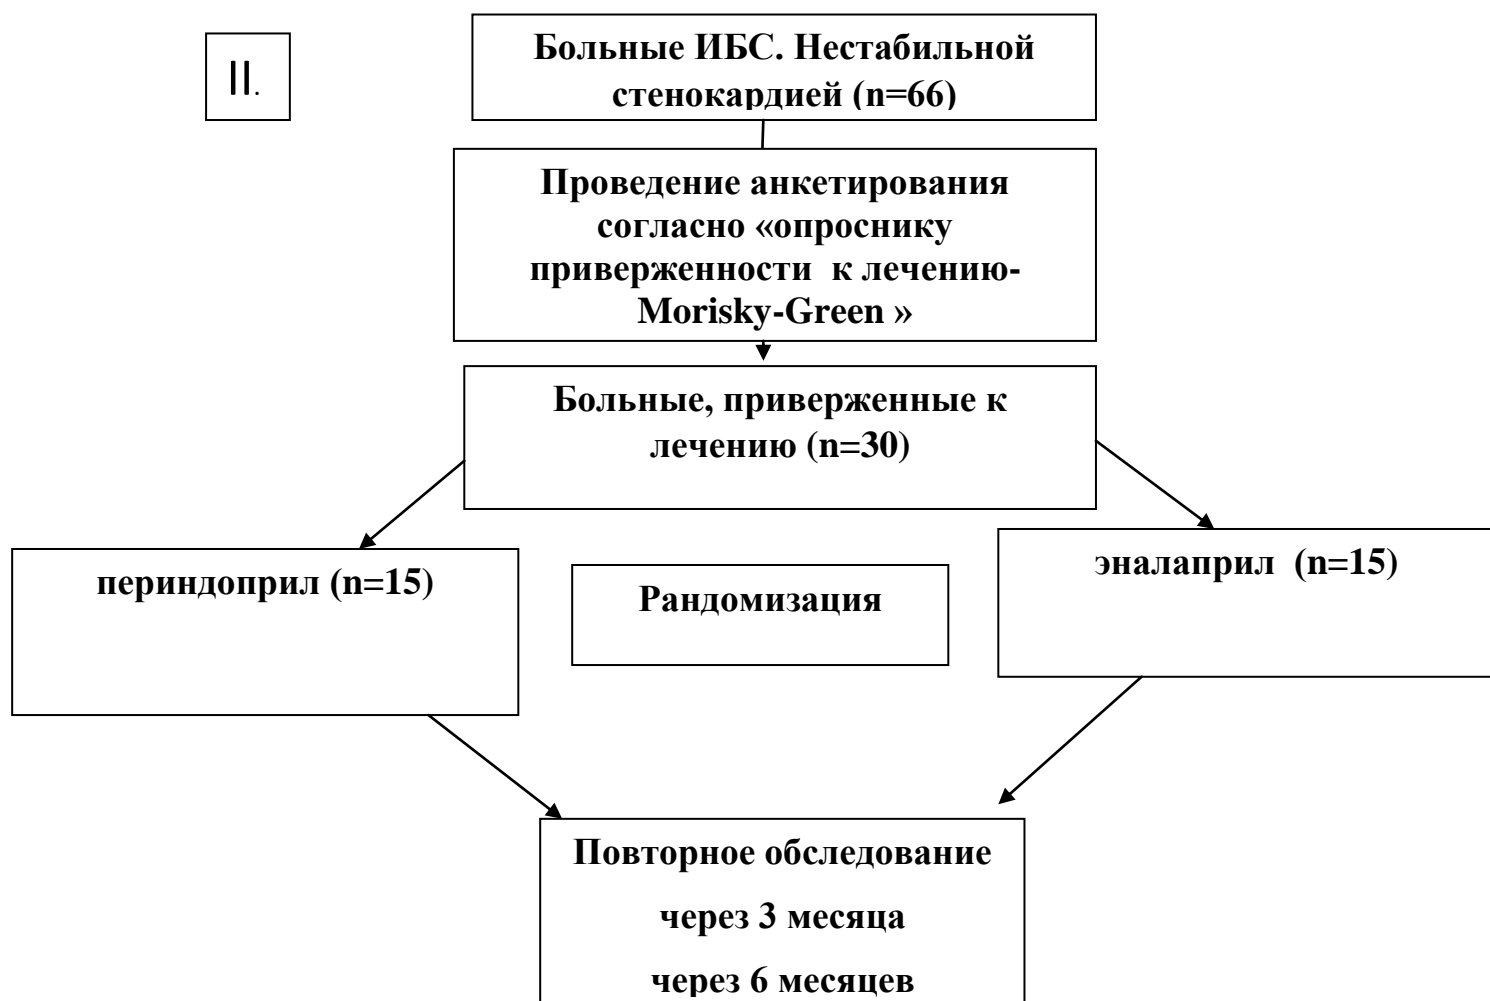 II.
Больные ИБС. Нестабильной
стенокардией (n=66)
Проведение анкетирования
согласно «опроснику
приверженности к лечению-
Morisky-Green »
Больные, приверженные к
лечению (n=30)
периндоприл (n=15)
Рандомизация
эналаприл (n=15)
Повторное обследование
через 3 месяца
через 6 месяцев